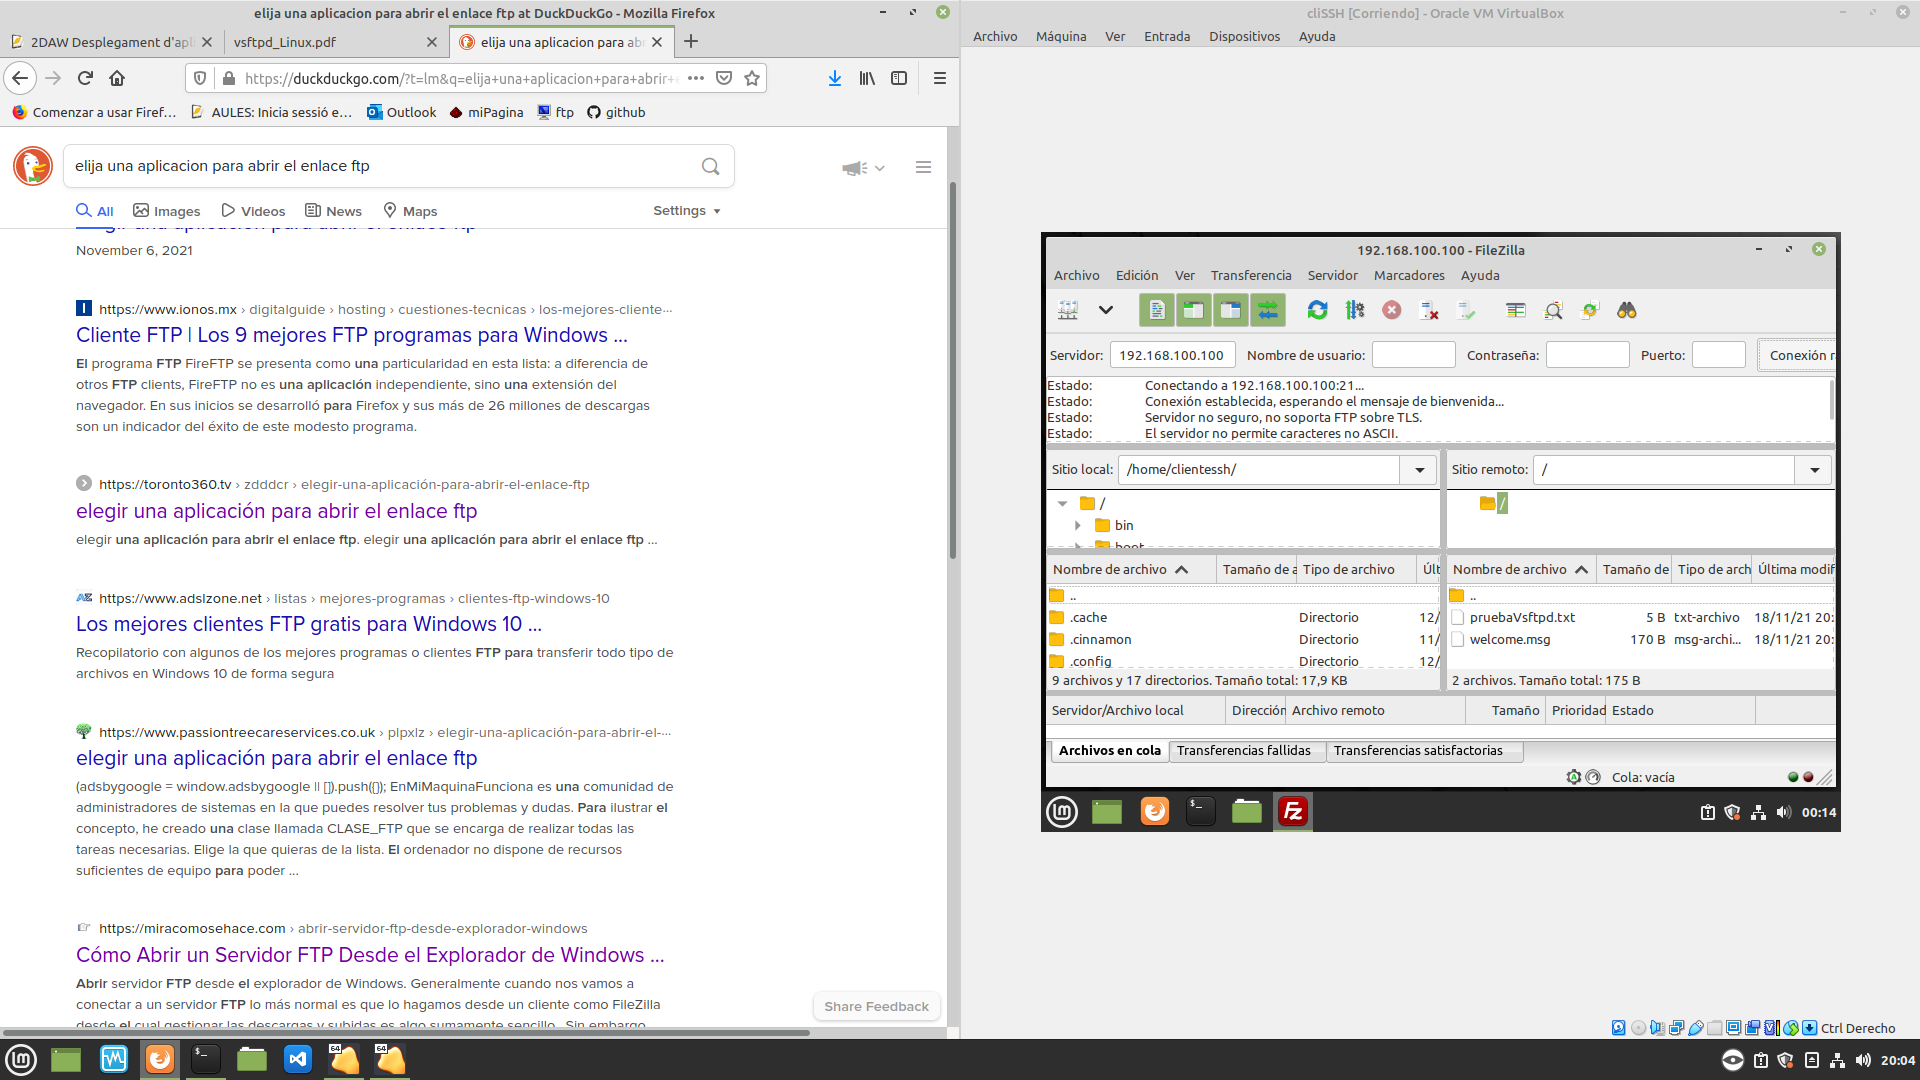 elija una aplicacion para abrir el enlace ftp at DuckDuckGo - Mozilla Firefox
2DAW Desplegament d'apl
vsftpd_Linux.pdf
elija una aplicacion para ab
https://duckduckgo.com/?t=lm&q=elija+una+aplicacion+para+abrir+e
Comenzar a usar Firef…
AULES: Inicia sessió e…
Outlook
miPagina
ftp
github
elija una aplicacion para abrir el enlace ftp
All
Images
Videos
News
Maps
Settings
elegir una aplicación para abrir el enlace ftp
November 6, 2021
https://www.ionos.mx › digitalguide › hosting › cuestiones-tecnicas › los-mejores-cliente…
Cliente FTP | Los 9 mejores FTP programas para Windows ...
El programa FTP FireFTP se presenta como una particularidad en esta lista: a diferencia de
otros FTP clients, FireFTP no es una aplicación independiente, sino una extensión del
navegador. En sus inicios se desarrolló para Firefox y sus más de 26 millones de descargas
son un indicador del éxito de este modesto programa.
https://toronto360.tv › zdddcr › elegir-una-aplicación-para-abrir-el-enlace-ftp
elegir una aplicación para abrir el enlace ftp
elegir una aplicación para abrir el enlace ftp. elegir una aplicación para abrir el enlace ftp ...
https://www.adslzone.net › listas › mejores-programas › clientes-ftp-windows-10
Los mejores clientes FTP gratis para Windows 10 ...
Recopilatorio con algunos de los mejores programas o clientes FTP para transferir todo tipo de
archivos en Windows 10 de forma segura
https://www.passiontreecareservices.co.uk › plpxlz › elegir-una-aplicación-para-abrir-el-…
elegir una aplicación para abrir el enlace ftp
(adsbygoogle = window.adsbygoogle || []).push({}); EnMiMaquinaFunciona es una comunidad de
administradores de sistemas en la que puedes resolver tus problemas y dudas. Para ilustrar el
concepto, he creado una clase llamada CLASE_FTP que se encarga de realizar todas las
tareas necesarias. Elige la que quieras de la lista. El ordenador no dispone de recursos
suficientes de equipo para poder ...
https://miracomosehace.com › abrir-servidor-ftp-desde-explorador-windows
Cómo Abrir un Servidor FTP Desde el Explorador de Windows ...
Abrir servidor FTP desde el explorador de Windows. Generalmente cuando nos vamos a
conectar a un servidor FTP lo más normal es que lo hagamos desde un cliente como FileZilla
desde el cual gestionar las descargas y subidas es algo sumamente sencillo.. Sin embargo,
Share Feedback
cliSSH [Corriendo] - Oracle VM VirtualBox
Archivo Máquina Ver Entrada Dispositivos Ayuda
192.168.100.100 - FileZilla
Archivo Edición Ver Transferencia Servidor Marcadores Ayuda
Servidor: 192.168.100.100 Nombre de usuario: Contraseña: Puerto: Conexión r
Estado: Conectando a 192.168.100.100:21...
Estado: Conexión establecida, esperando el mensaje de bienvenida...
Estado: Servidor no seguro, no soporta FTP sobre TLS.
Estado: El servidor no permite caracteres no ASCII.
Sitio local: /home/clientessh/
Sitio remoto: /
/
bin
boot
/
Nombre de archivo Tamaño de a Tipo de archivo Últ
..
.cache Directorio 12/
.cinnamon Directorio 11/
.config Directorio 12/
9 archivos y 17 directorios. Tamaño total: 17,9 KB
Nombre de archivo Tamaño de Tipo de arch Última modif
..
pruebaVsftpd.txt 5 B txt-archivo 18/11/21 20:
welcome.msg 170 B msg-archi... 18/11/21 20:
2 archivos. Tamaño total: 175 B
Servidor/Archivo local Dirección Archivo remoto Tamaño Prioridad Estado
Archivos en cola Transferencias fallidas Transferencias satisfactorias
Cola: vacía
00:14
Ctrl Derecho
64
64
20:04